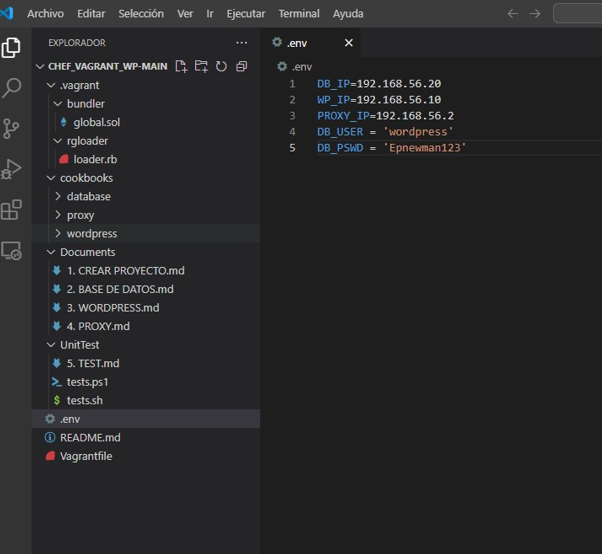 Archivo Editar Selección Ver Ir Ejecutar Terminal Ayuda
EXPLORADOR
CHEF_VAGRANT_WP-MAIN
.vagrant
bundler
global.sol
rgloader
loader.rb
cookbooks
database
proxy
wordpress
Documents
1. CREAR PROYECTO.md
2. BASE DE DATOS.md
3. WORDPRESS.md
4. PROXY.md
UnitTest
5. TEST.md
tests.ps1
tests.sh
.env
README.md
Vagrantfile
.env
.env
1 DB_IP=192.168.56.20
2 WP_IP=192.168.56.10
3 PROXY_IP=192.168.56.2
4 DB_USER = 'wordpress'
5 DB_PSWD = 'Epnewman123'